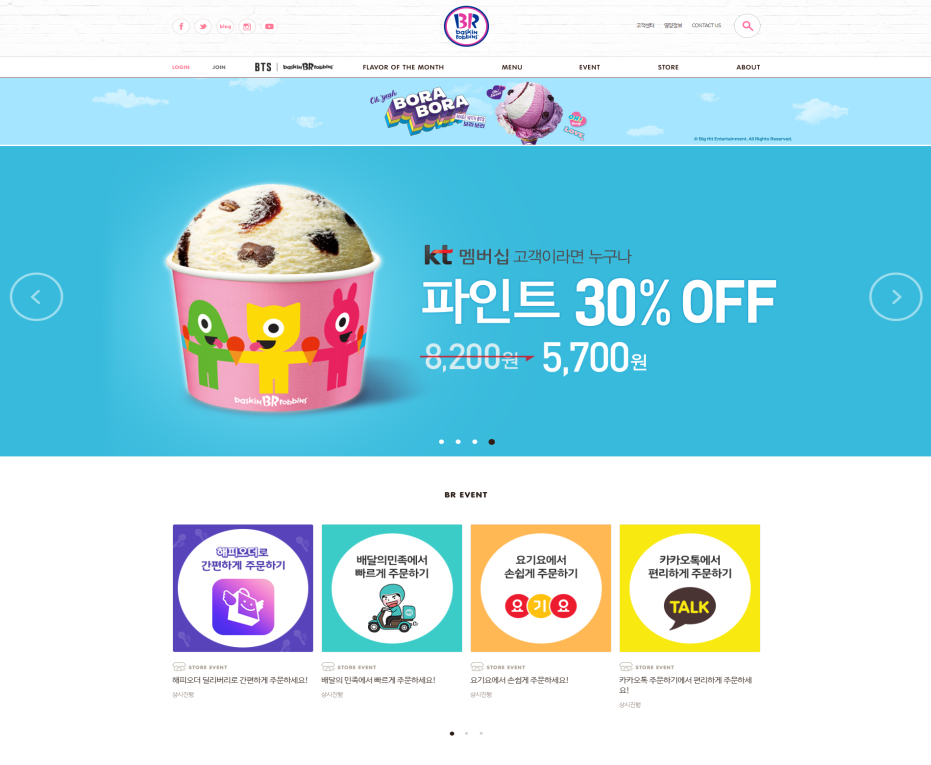 blog
BR
baskin
robbins
고객센터
멤버정보
CONTACT US
LOGIN
JOIN
BTS | baskin BR robbins
FLAVOR OF THE MONTH
MENU
EVENT
STORE
ABOUT
Oh yeah
BORA
BORA
© Big Hit Entertainment. All Rights Reserved.
kt 멤버십 고객이라면 누구나
파인트 30% OFF
8,200원 5,700원
baskin BR robbins
BR EVENT
해피오더로
간편하게 주문하기
배달의민족에서
빠르게 주문하기
요기요에서
손쉽게 주문하기
요기요
카카오톡에서
편리하게 주문하기
TALK
STORE EVENT
해피오더 딜리버리로 간편하게 주문하세요!
상시진행
STORE EVENT
배달의 민족에서 빠르게 주문하세요!
상시진행
STORE EVENT
요기요에서 손쉽게 주문하세요!
상시진행
STORE EVENT
카카오톡 주문하기에서 편리하게 주문하세
요!
상시진행